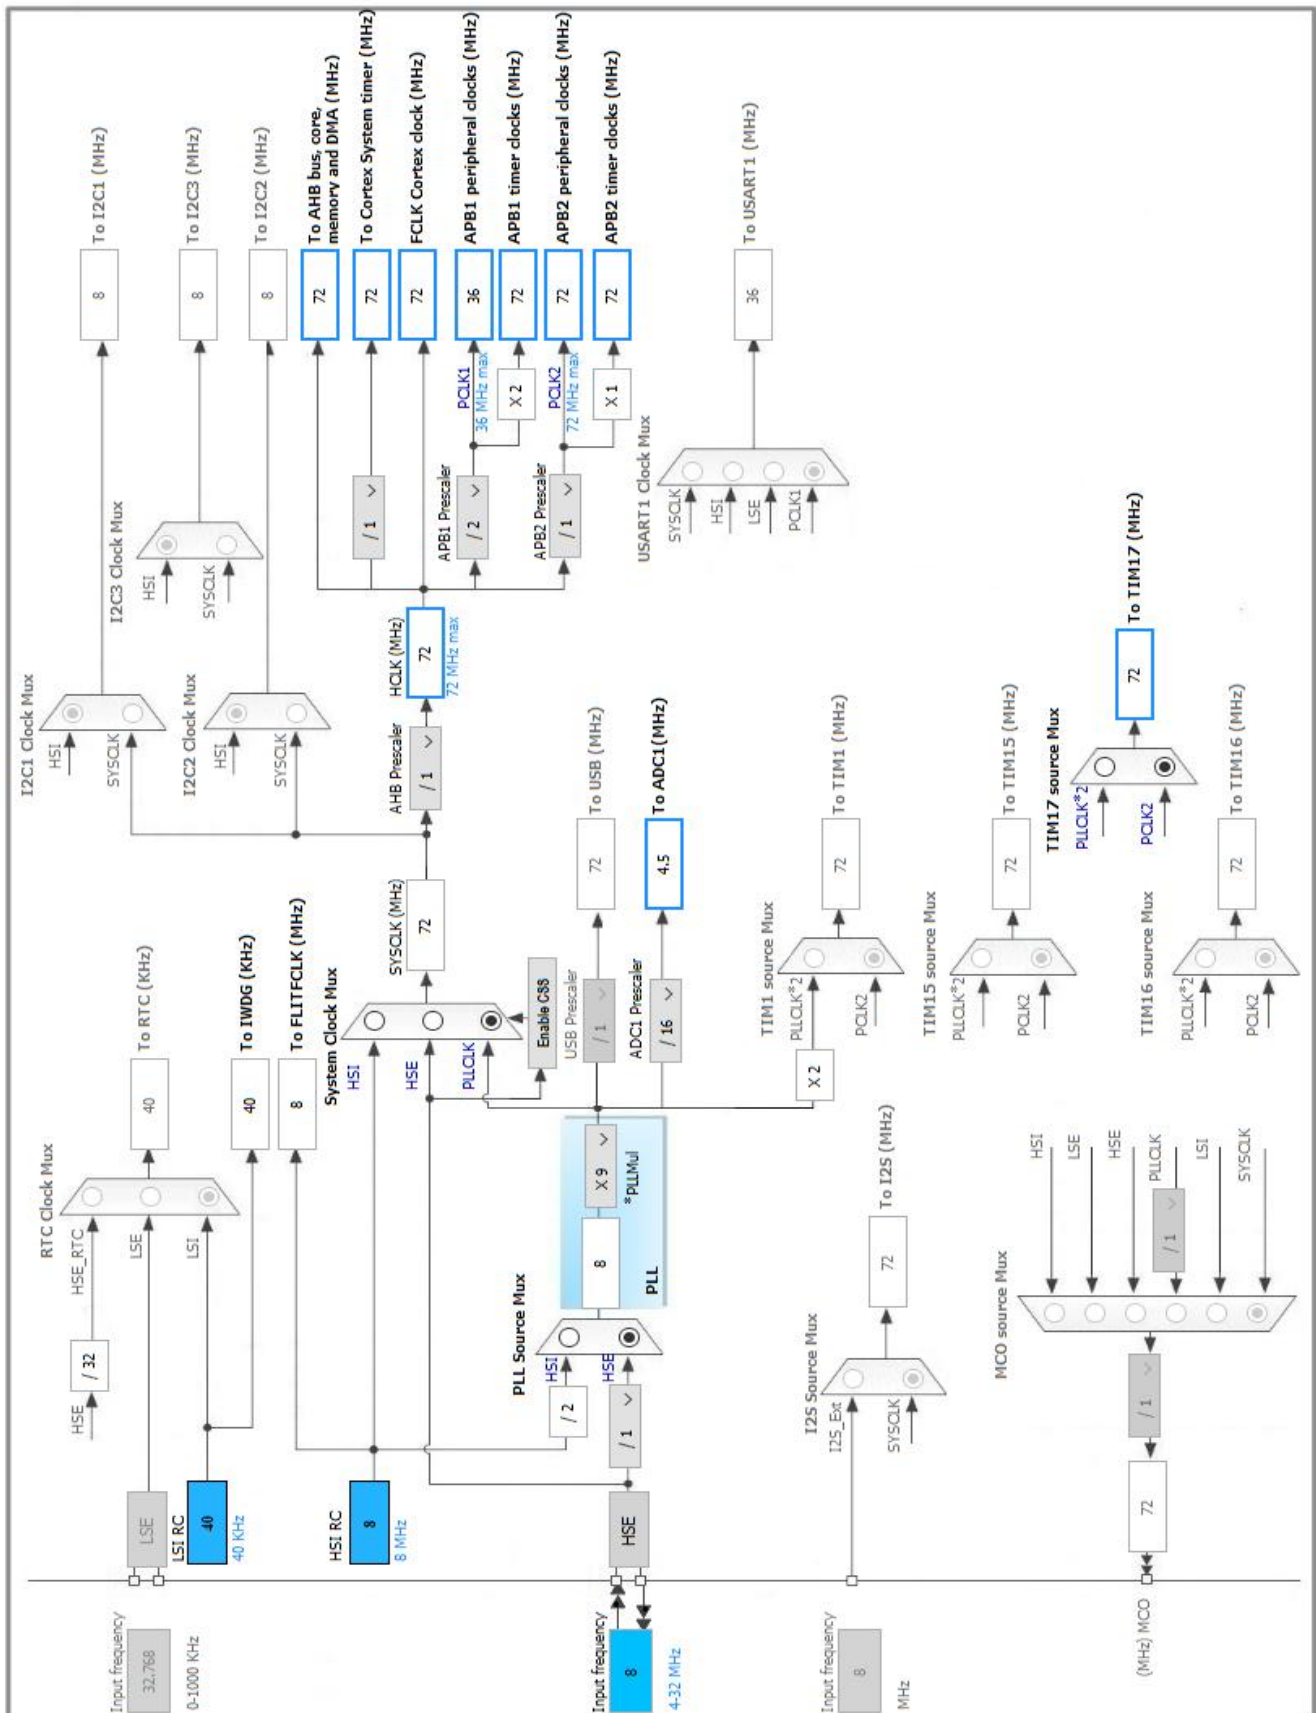 Input frequency
32.768
0-1000 KHz
LSE
LSI RC
40
40 KHz
HSE
/ 32
HSE_RTC
LSE
LSI
RTC Clock Mux
40
To RTC (KHz)
40
To IWDG (KHz)
8
To FLITFCLK (MHz)
HSI RC
8
8 MHz
I2C1 Clock Mux
HSI
SYSCLK
8
To I2C1 (MHz)
I2C3 Clock Mux
HSI
SYSCLK
8
To I2C3 (MHz)
I2C2 Clock Mux
HSI
SYSCLK
8
To I2C2 (MHz)
System Clock Mux
HSI
HSE
PLLCLK
Enable CSS
SYSCLK (MHz)
72
AHB Prescaler
/ 1
HCLK (MHz)
72
72 MHz max
72
To AHB bus, core,
memory and DMA (MHz)
/ 1
72
To Cortex System timer (MHz)
72
FCLK Cortex clock (MHz)
APB1 Prescaler
/ 2
PCLK1
36 MHz max
36
APB1 peripheral clocks (MHz)
X 2
72
APB1 timer clocks (MHz)
APB2 Prescaler
/ 1
PCLK2
72 MHz max
72
APB2 peripheral clocks (MHz)
X 1
72
APB2 timer clocks (MHz)
Input frequency
8
4-32 MHz
HSE
/ 1
/ 2
PLL Source Mux
HSI
HSE
8
X 9
*PLLMul
PLL
USB Prescaler
/ 1
72
To USB (MHz)
ADC1 Prescaler
/ 16
4.5
To ADC1(MHz)
USART1 Clock Mux
SYSCLK
HSI
LSE
PCLK1
36
To USART1 (MHz)
X 2
TIM1 source Mux
PLLCLK*2
PCLK2
72
To TIM1 (MHz)
Input frequency
8
MHz
I2S Source Mux
I2S_Ext
SYSCLK
72
To I2S (MHz)
TIM15 source Mux
PLLCLK*2
PCLK2
72
To TIM15 (MHz)
TIM17 source Mux
PLLCLK*2
PCLK2
72
To TIM17 (MHz)
TIM16 source Mux
PLLCLK*2
PCLK2
72
To TIM16 (MHz)
MCO source Mux
HSI
LSE
HSE
/ 1
PLLCLK
LSI
SYSCLK
/ 1
72
(MHz) MCO